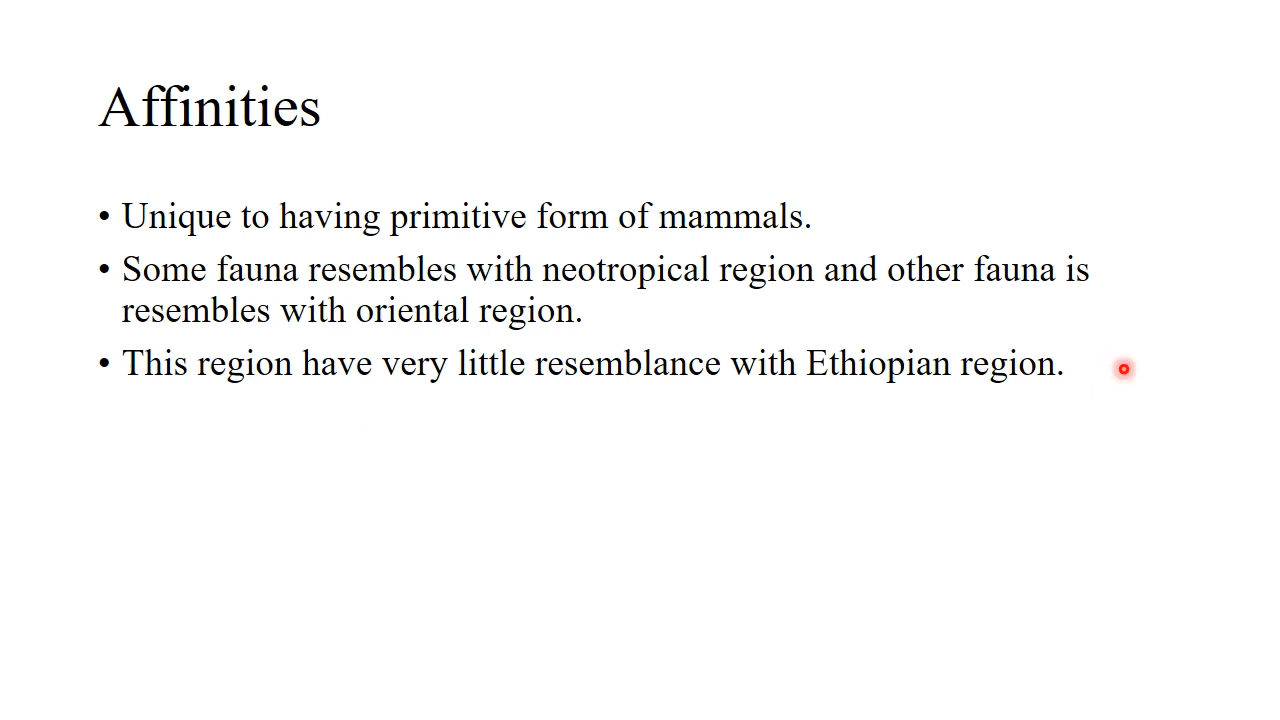 Affinities
• Unique to having primitive form of mammals.
• Some fauna resembles with neotropical region and other fauna is
resembles with oriental region.
• This region have very little resemblance with Ethiopian region.